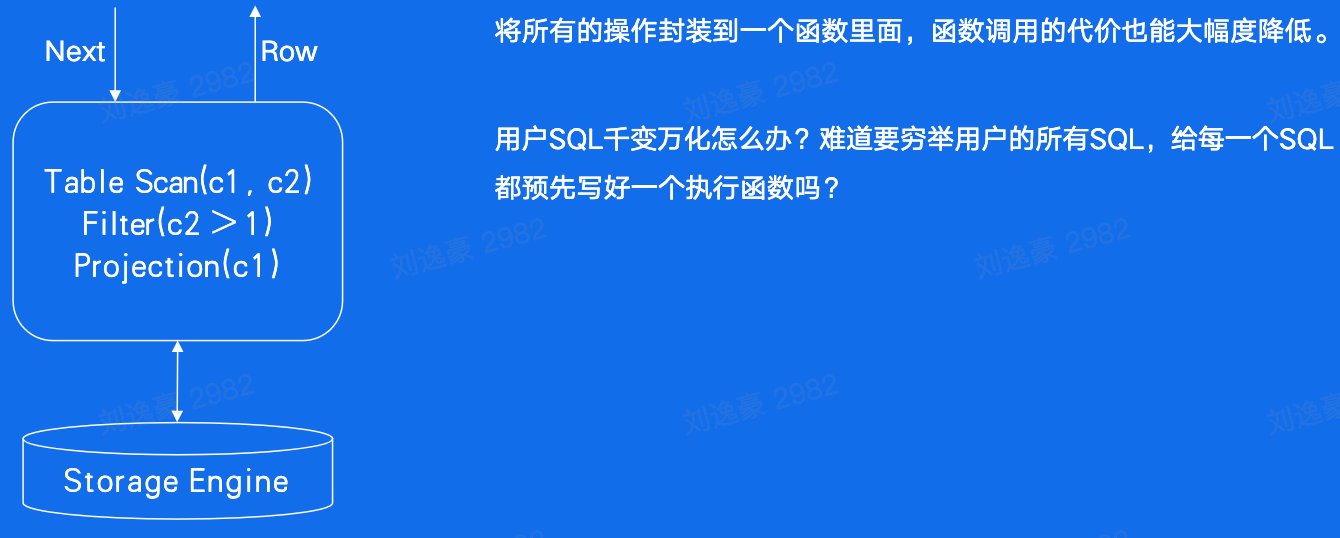 Next
Row
Table Scan(c1, c2)
Filter(c2 > 1)
Projection(c1)
Storage Engine
将所有的操作封装到一个函数里面，函数调用的代价也能大幅度降低。
用户SQL千变万化怎么办？难道要穷举用户的所有SQL，给每一个SQL
都预先写好一个执行函数吗？
刘逸豪 2982
刘逸豪 2982
刘逸豪
刘逸豪 2982
刘逸豪 2982
刘逸豪 2982
刘逸豪 2982
刘逸豪